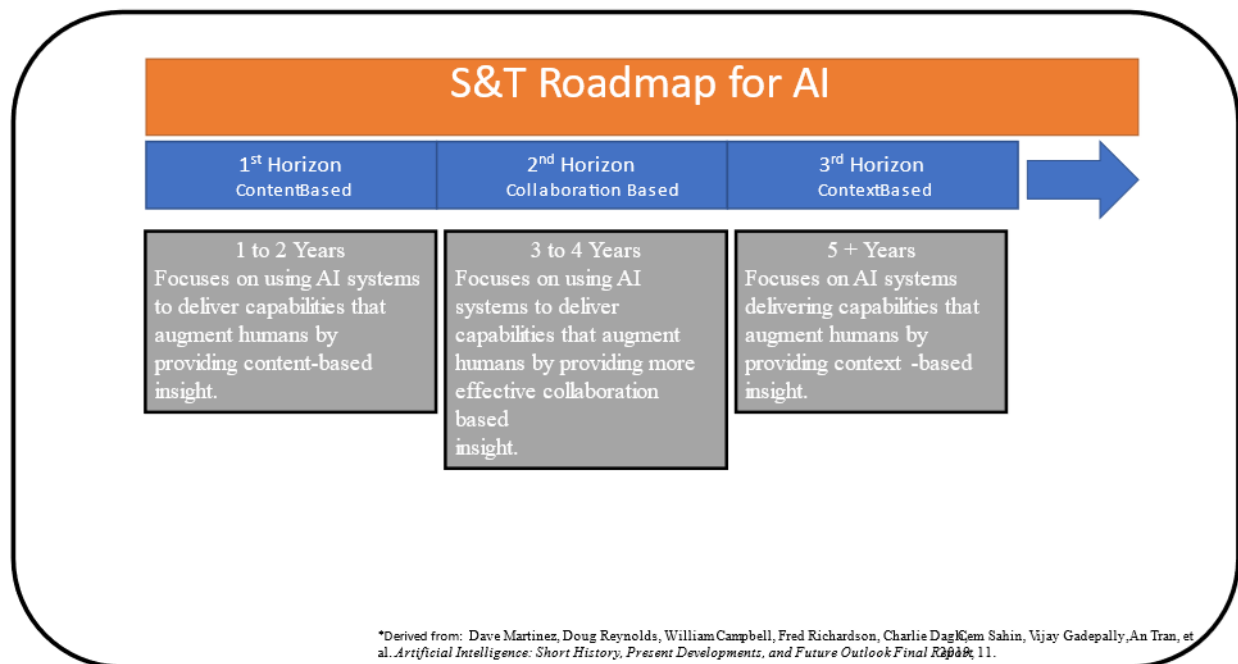 S&T Roadmap for AI
1st Horizon
ContentBased
2nd Horizon
Collaboration Based
3rd Horizon
ContextBased
1 to 2 Years
Focuses on using AI systems
to deliver capabilities that
augment humans by
providing content-based
insight.
3 to 4 Years
Focuses on using AI
systems to deliver
capabilities that augment
humans by providing more
effective collaboration
based
insight.
5 + Years
Focuses on AI systems
delivering capabilities that
augment humans by
providing context -based
insight.
*Derived from: Dave Martinez, Doug Reynolds, William Campbell, Fred Richardson, Charlie Dagli, Cem Sahin, Vijay Gadepally, An Tran, et
al. Artificial Intelligence: Short History, Present Developments, and Future Outlook Final Report, 2019, 11.